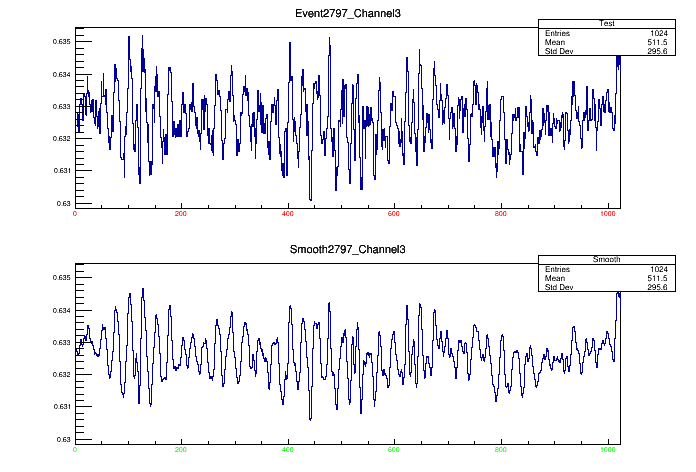 Event2797_Channel3
Test
Entries 1024
Mean 511.5
Std Dev 295.6
0.635
0.634
0.633
0.632
0.631
0.63
0 200 400 600 800 1000
Smooth2797_Channel3
Smooth
Entries 1024
Mean 511.5
Std Dev 295.6
0.635
0.634
0.633
0.632
0.631
0.63
0 200 400 600 800 1000